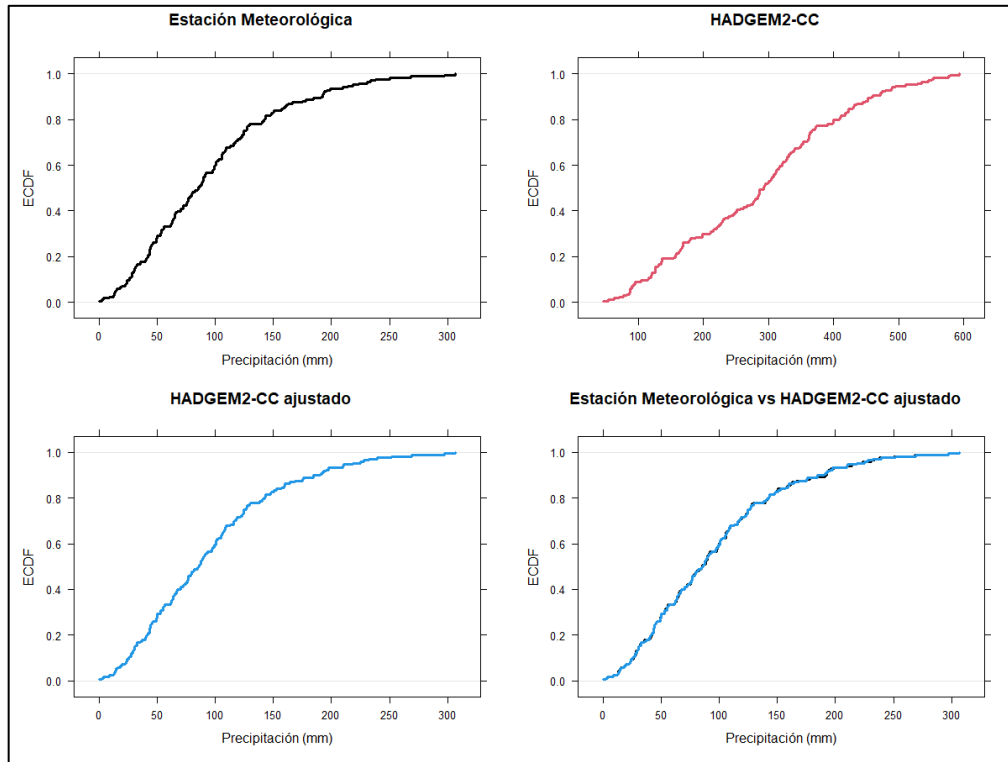 Estación Meteorológica
HADGEM2-CC
ECDF
1.0
0.8
0.6
0.4
0.2
0.0
0 50 100 150 200 250 300
Precipitación (mm)
ECDF
1.0
0.8
0.6
0.4
0.2
0.0
100 200 300 400 500 600
Precipitación (mm)
HADGEM2-CC ajustado
Estación Meteorológica vs HADGEM2-CC ajustado
ECDF
1.0
0.8
0.6
0.4
0.2
0.0
0 50 100 150 200 250 300
Precipitación (mm)
ECDF
1.0
0.8
0.6
0.4
0.2
0.0
0 50 100 150 200 250 300
Precipitación (mm)